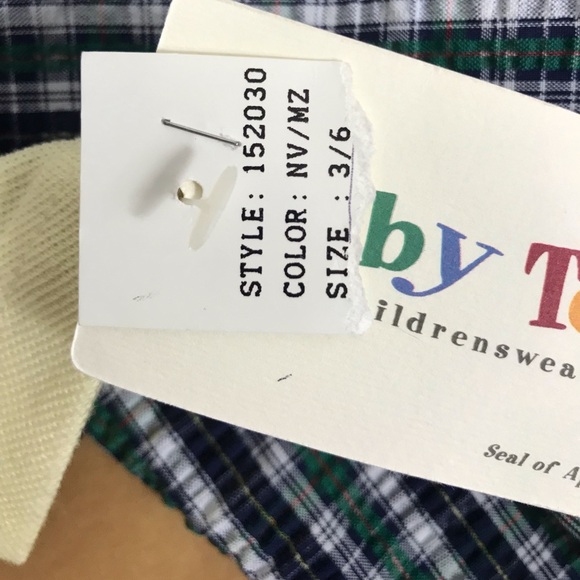 STYLE: 152030
COLOR: NV/MZ
SIZE : 3/6
by T
ildrenswea
Seal of A